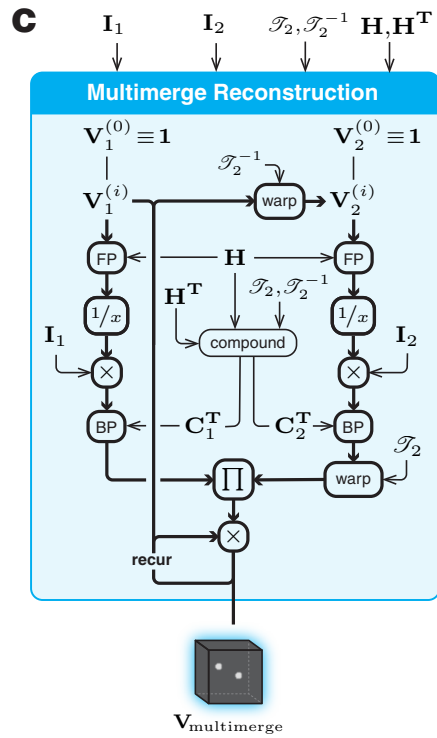 c
I₁ I₂ 𝒯₂, 𝒯₂⁻¹ H, Hᵀ
Multimerge Reconstruction
V₁⁽⁰⁾ ≡ 1 V₂⁽⁰⁾ ≡ 1
𝒯₂⁻¹
V₁⁽ⁱ⁾ warp V₂⁽ⁱ⁾
FP H FP
Hᵀ 𝒯₂, 𝒯₂⁻¹
1/x 1/x
I₁ compound I₂
× ×
BP C₁ᵀ C₂ᵀ BP
𝒯₂
∏ warp
×
recur
V_multimerge